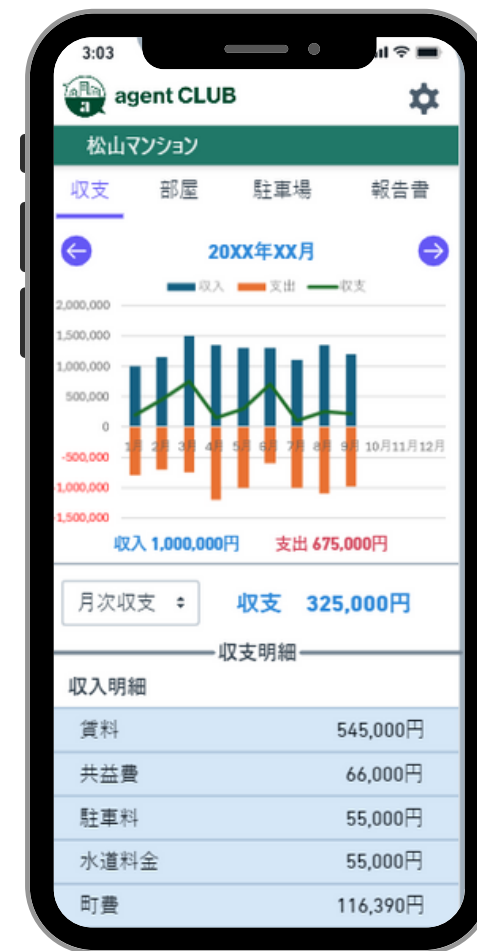 3:03
agent CLUB
松山マンション
収支 部屋 駐車場 報告書
20XX年XX月
収入 支出 収支
2,000,000
1,500,000
1,000,000
500,000
0
1月 2月 3月 4月 5月 6月 7月 8月 9月 10月 11月 12月
-500,000
-1,000,000
-1,500,000
収入 1,000,000円 支出 675,000円
月次収支 収支 325,000円
収支明細
収入明細
賃料 545,000円
共益費 66,000円
駐車料 55,000円
水道料金 55,000円
町費 116,390円